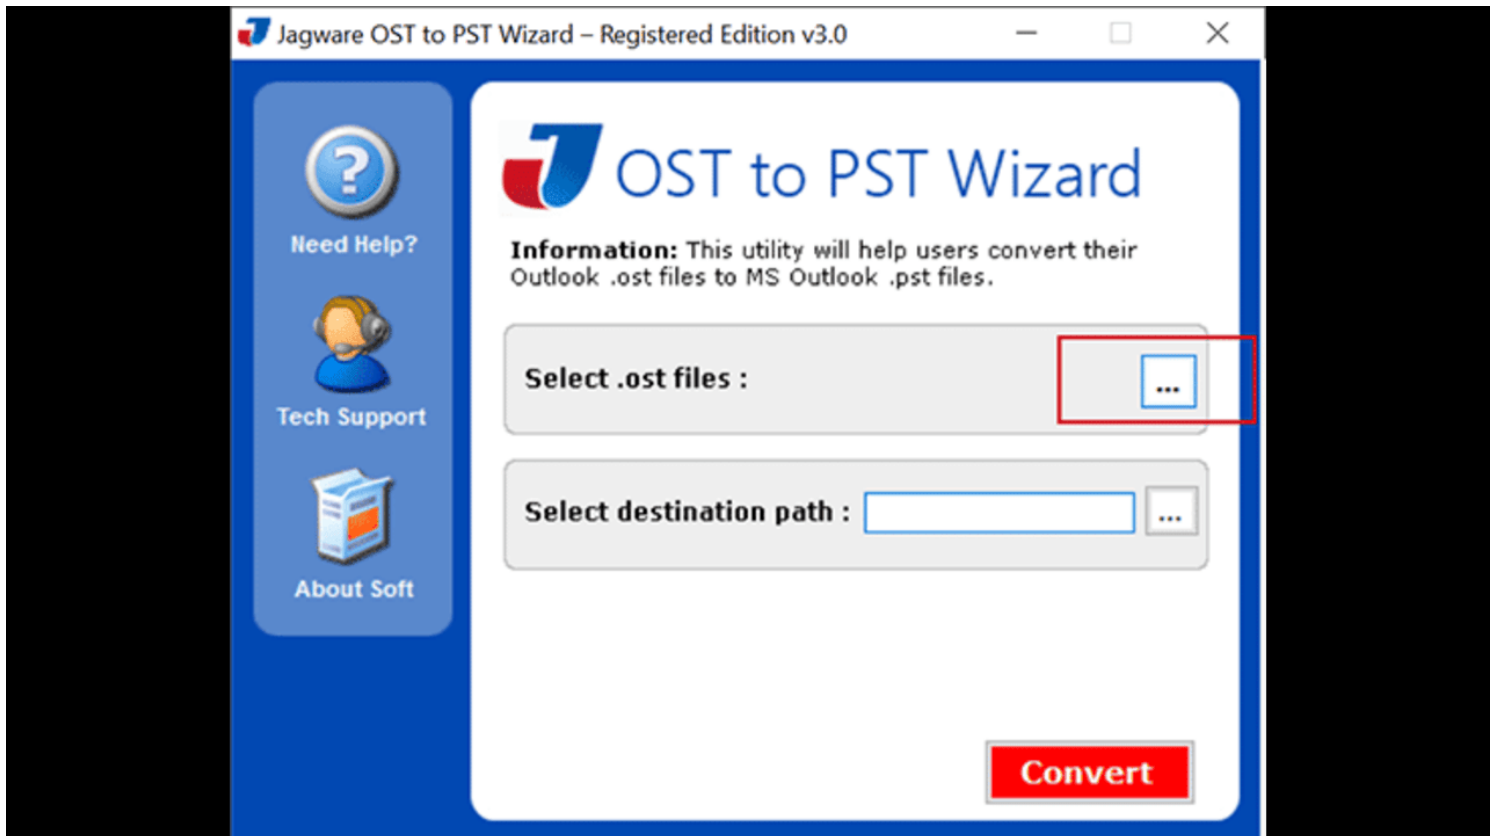 Jagware OST to PST Wizard – Registered Edition v3.0
Need Help?
Tech Support
About Soft
OST to PST Wizard
Information: This utility will help users convert their
Outlook .ost files to MS Outlook .pst files.
Select .ost files :
...
Select destination path :
...
Convert